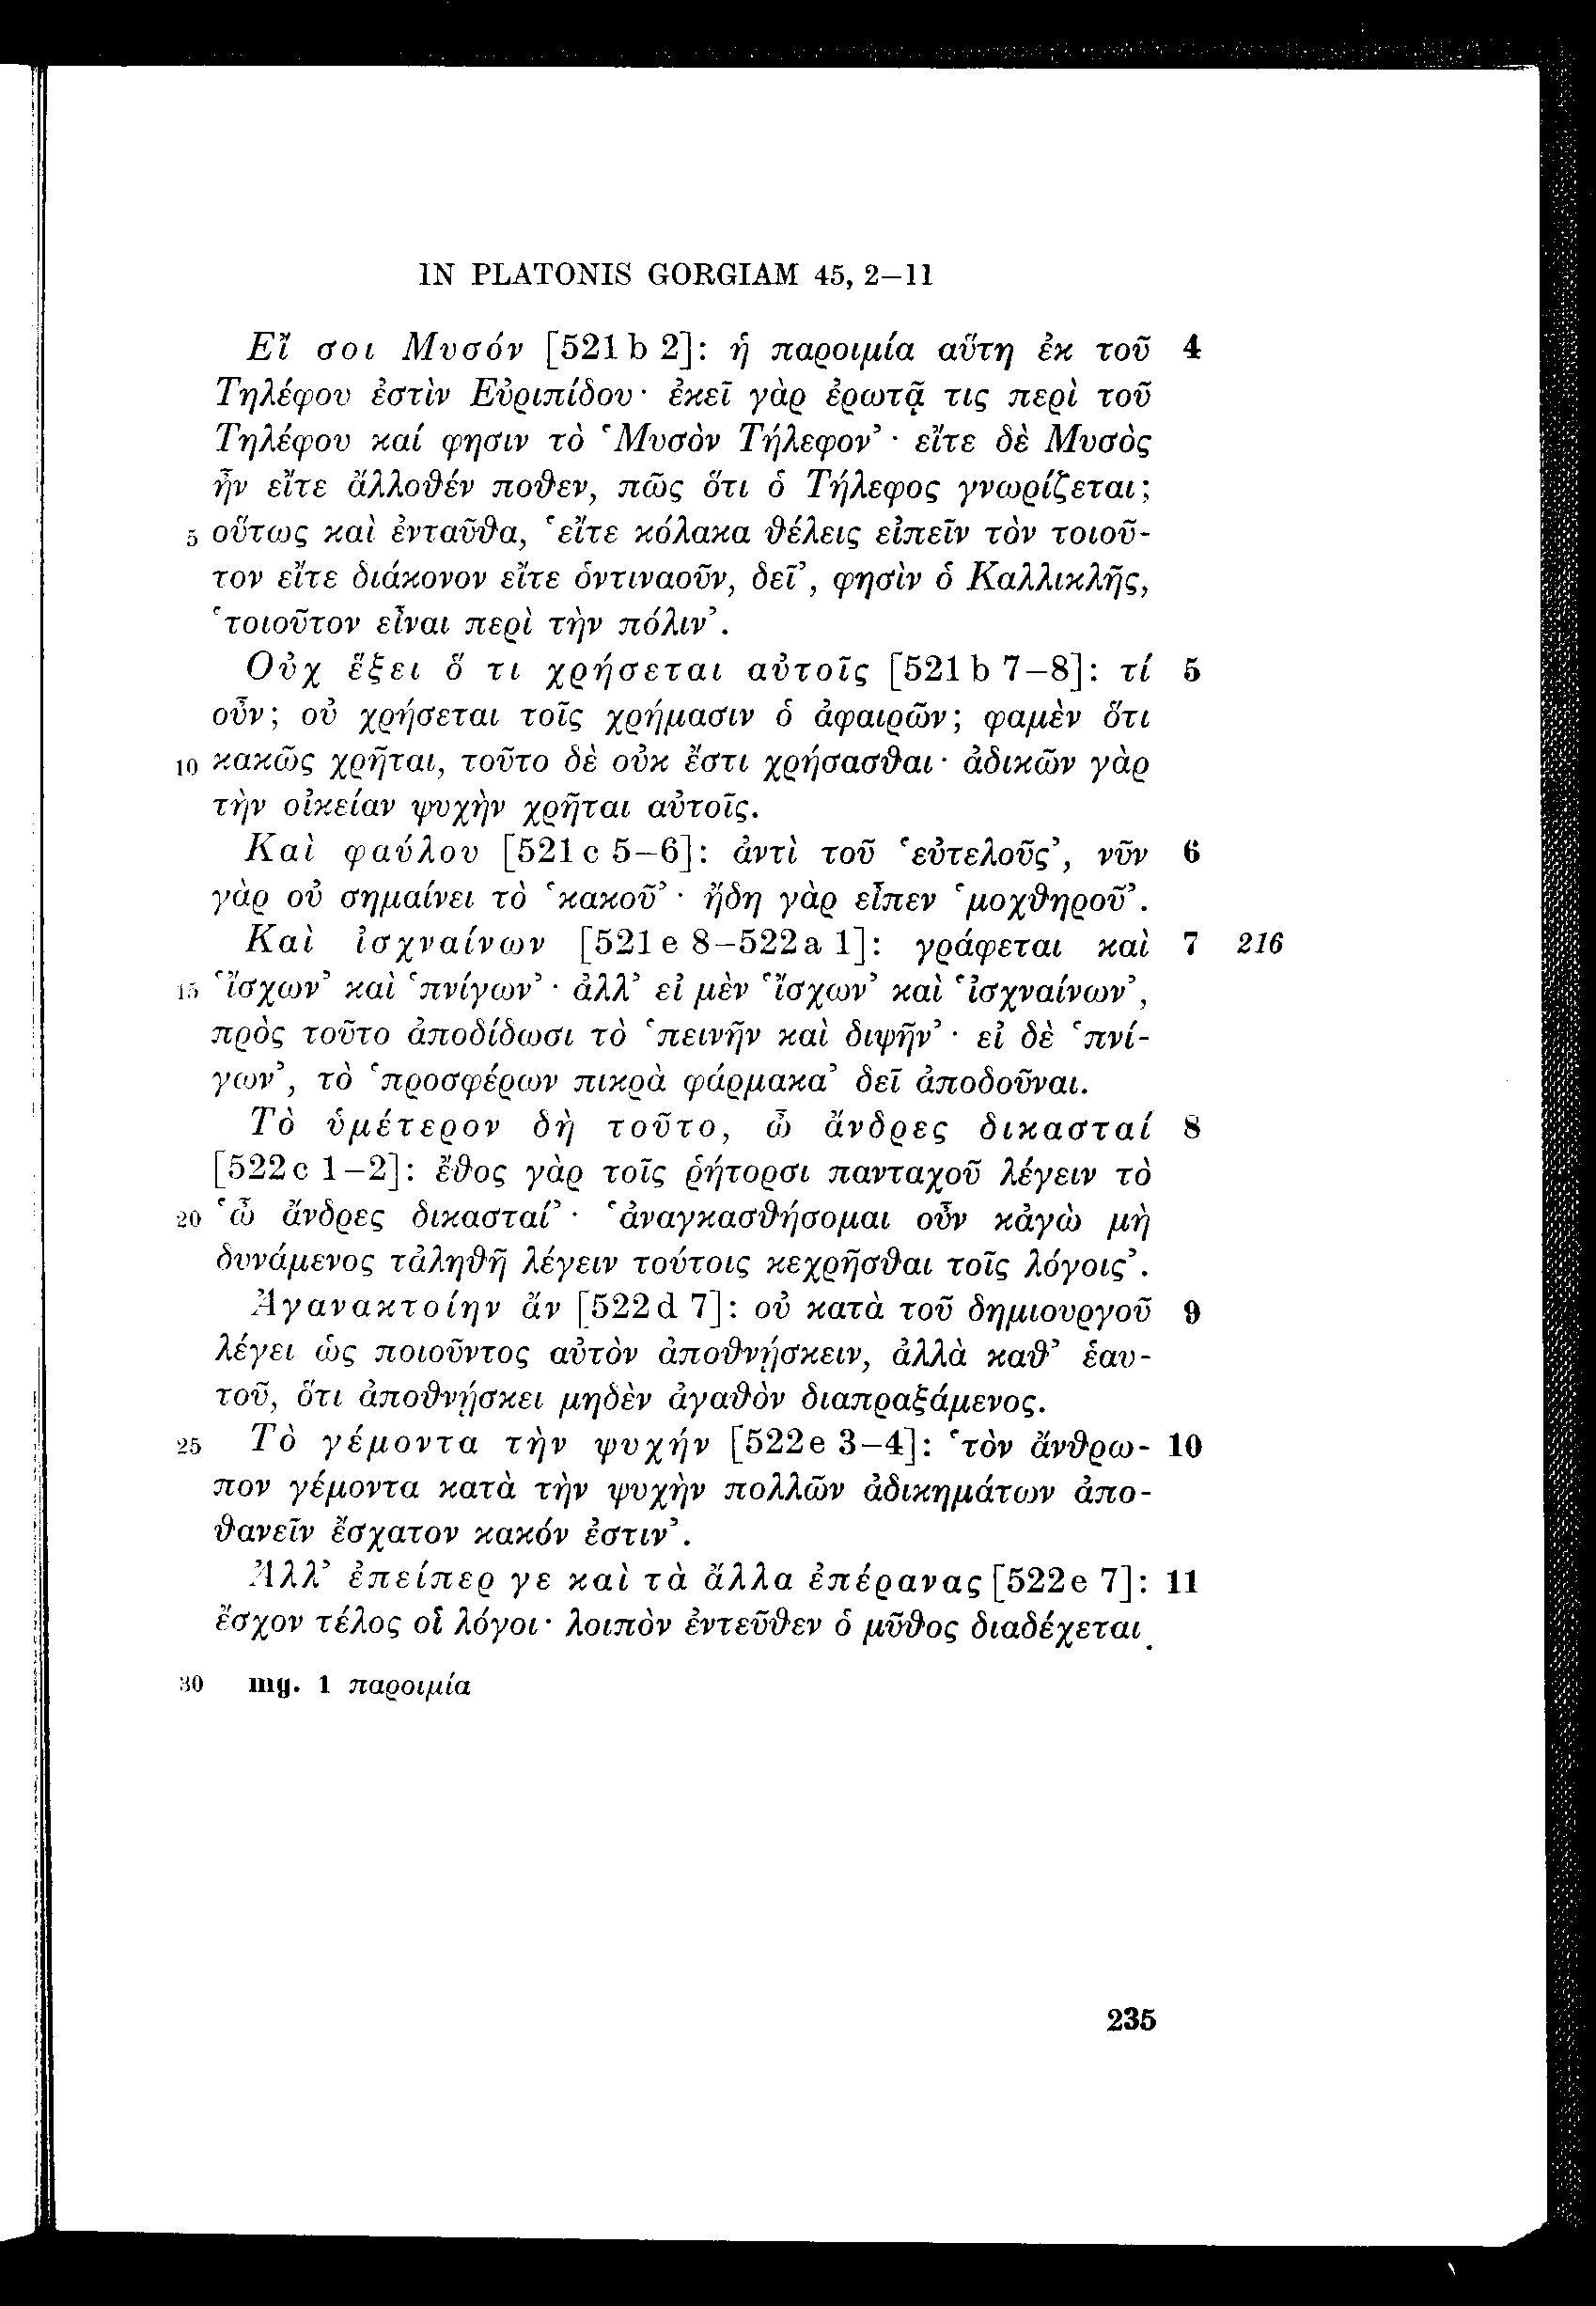 IN PLATONIS GORGIAM 45, 2–11
Εἴ σοι Μυσόν [521 b 2]: ἡ παροιμία αὕτη ἐκ τοῦ 4
Τηλέφου ἐστὶν Εὐριπίδου· ἐκεῖ γὰρ ἐρωτᾷ τις περὶ τοῦ
Τηλέφου καί φησιν τὸ ‘Μυσὸν Τήλεφον’· εἴτε δὲ Μυσὸς
ἦν εἴτε ἄλλοθέν ποθεν, πῶς ὅτι ὁ Τήλεφος γνωρίζεται;
5 οὕτως καὶ ἐνταῦθα, ‘εἴτε κόλακα θέλεις εἰπεῖν τὸν τοιοῦ-
τον εἴτε διάκονον εἴτε ὁντιναοῦν, δεῖ’, φησὶν ὁ Καλλικλῆς,
‘τοιοῦτον εἶναι περὶ τὴν πόλιν’.
Οὐχ ἕξει ὅ τι χρήσεται αὐτοῖς [521 b 7–8]: τί 5
οὖν; οὐ χρήσεται τοῖς χρήμασιν ὁ ἀφαιρῶν; φαμὲν ὅτι
10 κακῶς χρῆται, τοῦτο δὲ οὐκ ἔστι χρήσασθαι· ἀδικῶν γὰρ
τὴν οἰκείαν ψυχὴν χρῆται αὐτοῖς.
Καὶ φαύλου [521 c 5–6]: ἀντὶ τοῦ ‘εὐτελοῦς’, νῦν 6
γὰρ οὐ σημαίνει τὸ ‘κακοῦ’· ἤδη γὰρ εἶπεν ‘μοχθηροῦ’.
Καὶ ἰσχναίνων [521 e 8–522 a 1]: γράφεται καὶ 7 216
15 ‘ἴσχων’ καὶ ‘πνίγων’· ἀλλ’ εἰ μὲν ‘ἴσχων’ καὶ ‘ἰσχναίνων’,
πρὸς τοῦτο ἀποδίδωσι τὸ ‘πεινῆν καὶ διψῆν’· εἰ δὲ ‘πνί-
γων’, τὸ ‘προσφέρων πικρὰ φάρμακα’ δεῖ ἀποδοῦναι.
Τὸ ὑμέτερον δὴ τοῦτο, ὦ ἄνδρες δικασταί 8
[522 c 1–2]: ἔθος γὰρ τοῖς ῥήτορσι πανταχοῦ λέγειν τὸ
20 ‘ὦ ἄνδρες δικασταί’· ‘ἀναγκασθήσομαι οὖν κἀγὼ μὴ
δυνάμενος τἀληθῆ λέγειν τούτοις κεχρῆσθαι τοῖς λόγοις’.
Ἀγανακτοίην ἄν [522 d 7]: οὐ κατὰ τοῦ δημιουργοῦ 9
λέγει ὡς ποιοῦντος αὐτὸν ἀποθνῄσκειν, ἀλλὰ καθ’ ἑαυ-
τοῦ, ὅτι ἀποθνῄσκει μηδὲν ἀγαθὸν διαπραξάμενος.
25 Τὸ γέμοντα τὴν ψυχήν [522 e 3–4]: ‘τὸν ἄνθρω- 10
πον γέμοντα κατὰ τὴν ψυχὴν πολλῶν ἀδικημάτων ἀπο-
θανεῖν ἔσχατον κακόν ἐστιν’.
Ἀλλ’ ἐπείπερ γε καὶ τὰ ἄλλα ἐπέρανας [522 e 7]: 11
ἔσχον τέλος οἱ λόγοι· λοιπὸν ἐντεῦθεν ὁ μῦθος διαδέχεται.
30 mg. 1 παροιμία
235